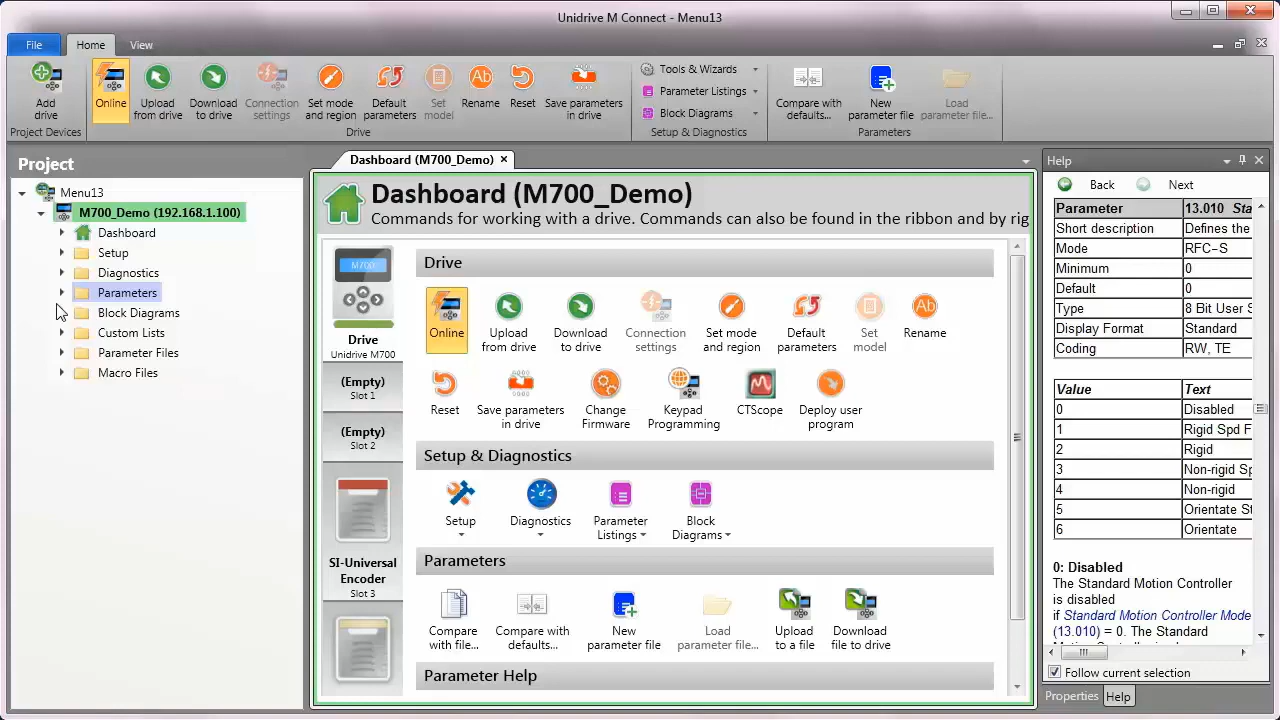 Unidrive M Connect - Menu13
File
Home
View
Add drive
Online
Upload from drive
Download to drive
Connection settings
Set mode and region
Default parameters
Set model
Rename
Reset
Save parameters in drive
Tools & Wizards
Parameter Listings
Block Diagrams
Compare with defaults...
New parameter file
Load parameter file...
Project Devices
Drive
Setup & Diagnostics
Parameters
Project
Menu13
M700_Demo (192.168.1.100)
Dashboard
Setup
Diagnostics
Parameters
Block Diagrams
Custom Lists
Parameter Files
Macro Files
Dashboard (M700_Demo)
Dashboard (M700_Demo)
Commands for working with a drive. Commands can also be found in the ribbon and by rig
M700
Drive
Unidrive M700
(Empty)
Slot 1
(Empty)
Slot 2
SI-Universal
Encoder
Slot 3
Drive
Online
Upload from drive
Download to drive
Connection settings
Set mode and region
Default parameters
Set model
Rename
Reset
Save parameters in drive
Change Firmware
Keypad Programming
CTScope
Deploy user program
Setup & Diagnostics
Setup
Diagnostics
Parameter Listings
Block Diagrams
Parameters
Compare with file...
Compare with defaults...
New parameter file
Load parameter file...
Upload to a file
Download file to drive
Parameter Help
Help
Back
Next
Parameter 13.010 Sta
Short description Defines the
Mode RFC-S
Minimum 0
Default 0
Type 8 Bit User S
Display Format Standard
Coding RW, TE
Value Text
0 Disabled
1 Rigid Spd F
2 Rigid
3 Non-rigid Sp
4 Non-rigid
5 Orientate St
6 Orientate
0: Disabled
The Standard Motion Controller
is disabled
if Standard Motion Controller Mode
(13.010) = 0. The Standard
Follow current selection
Properties
Help